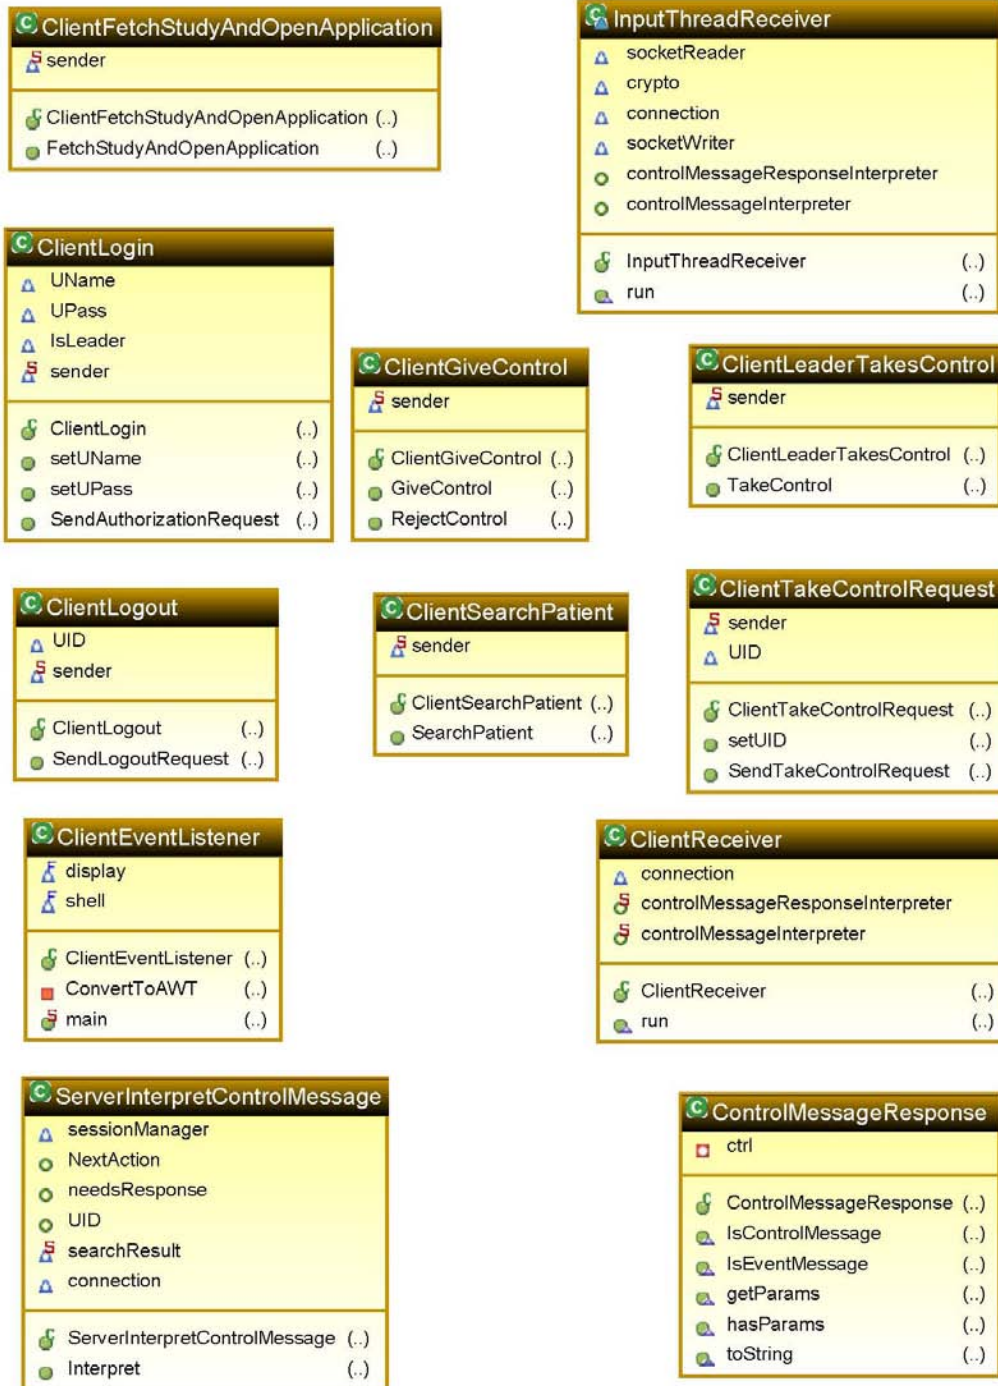 ClientFetchStudyAndOpenApplication
sender
ClientFetchStudyAndOpenApplication (..)
FetchStudyAndOpenApplication (..)
InputThreadReceiver
socketReader
crypto
connection
socketWriter
controlMessageResponseInterpreter
controlMessageInterpreter
InputThreadReceiver (..)
run (..)
ClientLogin
UName
UPass
IsLeader
sender
ClientLogin (..)
setUName (..)
setUPass (..)
SendAuthorizationRequest (..)
ClientGiveControl
sender
ClientGiveControl (..)
GiveControl (..)
RejectControl (..)
ClientLeaderTakesControl
sender
ClientLeaderTakesControl (..)
TakeControl (..)
ClientLogout
UID
sender
ClientLogout (..)
SendLogoutRequest (..)
ClientSearchPatient
sender
ClientSearchPatient (..)
SearchPatient (..)
ClientTakeControlRequest
sender
UID
ClientTakeControlRequest (..)
setUID (..)
SendTakeControlRequest (..)
ClientEventListener
display
shell
ClientEventListener (..)
ConvertToAWT (..)
main (..)
ClientReceiver
connection
controlMessageResponseInterpreter
controlMessageInterpreter
ClientReceiver (..)
run (..)
ServerInterpretControlMessage
sessionManager
NextAction
needsResponse
UID
searchResult
connection
ServerInterpretControlMessage (..)
Interpret (..)
ControlMessageResponse
ctrl
ControlMessageResponse (..)
IsControlMessage (..)
IsEventMessage (..)
getParams (..)
hasParams (..)
toString (..)